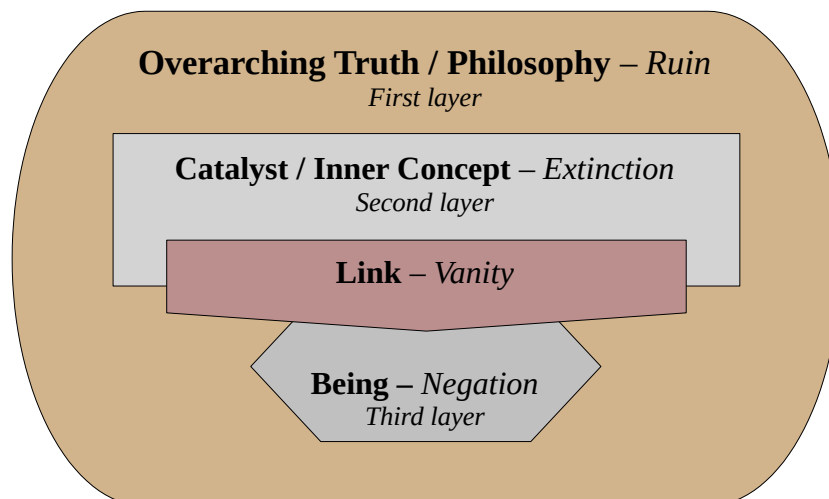 Overarching Truth / Philosophy – Ruin
First layer
Catalyst / Inner Concept – Extinction
Second layer
Link – Vanity
Being – Negation
Third layer